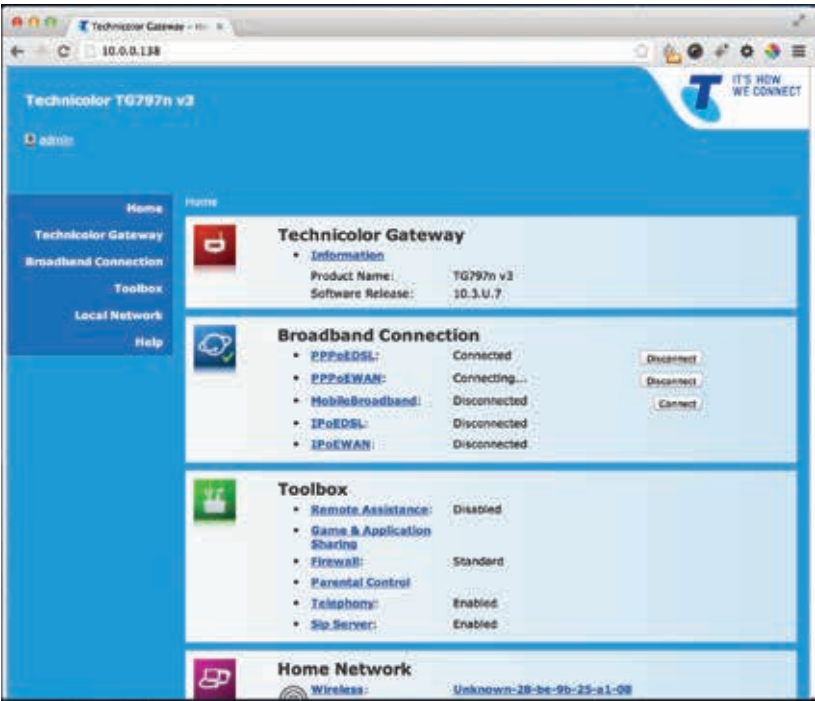 Technicolor Gateway -
10.0.0.138
Technicolor TG797n v3
T
IT'S HOW
WE CONNECT
admin
Home
Technicolor Gateway
Broadband Connection
Toolbox
Local Network
Help
Home
Technicolor Gateway
• Information
Product Name: TG797n v3
Software Release: 10.3.U.7
Broadband Connection
• PPPoEDSL: Connected Disconnect
• PPPoEWAN: Connecting... Disconnect
• MobileBroadband: Disconnected Connect
• IPoEDSL: Disconnected
• IPoEWAN: Disconnected
Toolbox
• Remote Assistance: Disabled
• Game & Application
Sharing
• Firewall: Standard
• Parental Control
• Telephony: Enabled
• Sip Server: Enabled
Home Network
Wireless: Unknown-28-be-9b-25-a1-08